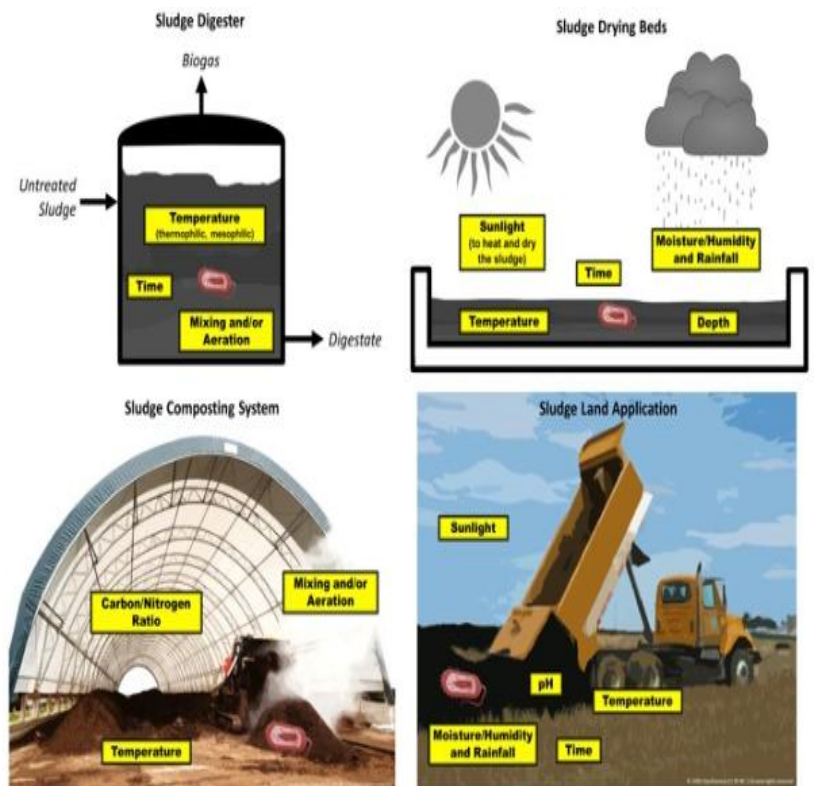 Sludge Digester
Biogas
Untreated
Sludge
Temperature
(thermophilic, mesophilic)
Time
Mixing and/or
Aeration
Digestate
Sludge Drying Beds
Sunlight
(to heat and dry
the sludge)
Moisture/Humidity
and Rainfall
Time
Temperature
Depth
Sludge Composting System
Carbon/Nitrogen
Ratio
Mixing and/or
Aeration
Temperature
Sludge Land Application
Sunlight
pH
Temperature
Moisture/Humidity
and Rainfall
Time